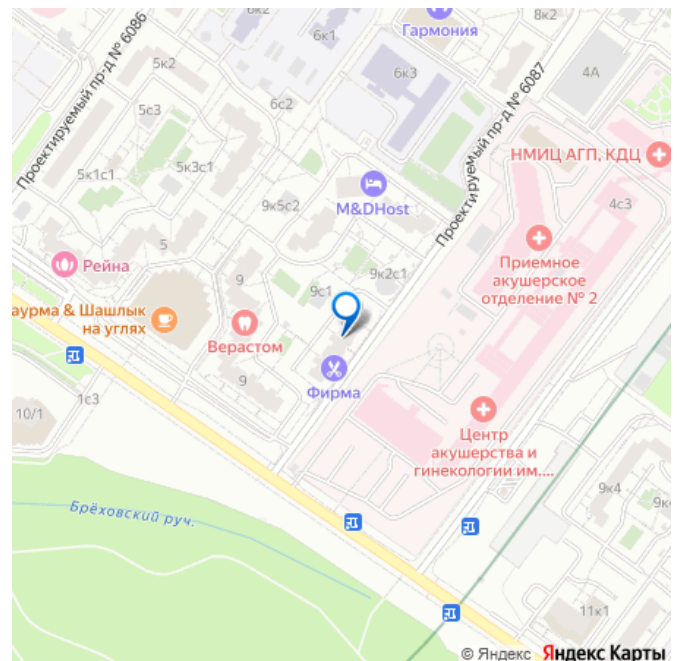 8к2
6к1
Гармония
Проектируемый пр-д № 6086
5к2
6к3
4А
5с3
6с2
Проектируемый пр-д № 6087
НМИЦ АГП, КДЦ
5к1с1
5к3с1
M&DHost
9к5с2
4с3
Приемное
акушерское
отделение № 2
5
Рейна
9
9к2с1
9с1
аурма & Шашлык
на углях
Верастом
9
Фирма
1с3
10/1
Центр
акушерства и
гинекологии им....
9к4
9к
Брёховский руч.
11к1
© Яндекс Яндекс Карты